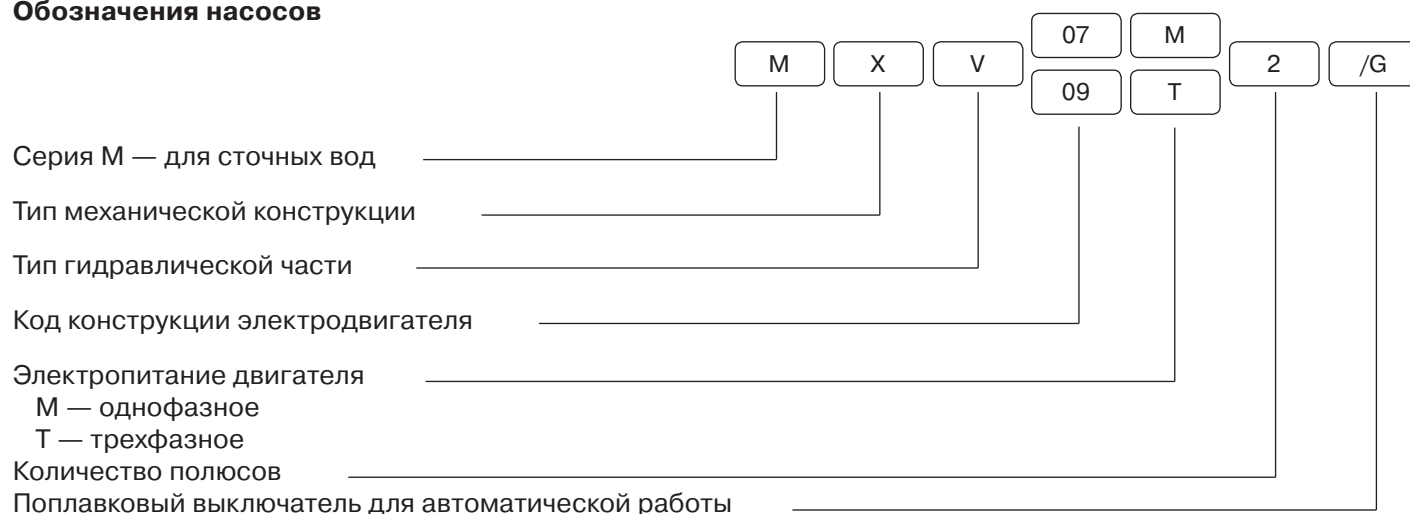 Обозначения насосов
07 M
M X V 2 /G
09 T
Серия М — для сточных вод
Тип механической конструкции
Тип гидравлической части
Код конструкции электродвигателя
Электропитание двигателя
М — однофазное
Т — трехфазное
Количество полюсов
Поплавковый выключатель для автоматической работы